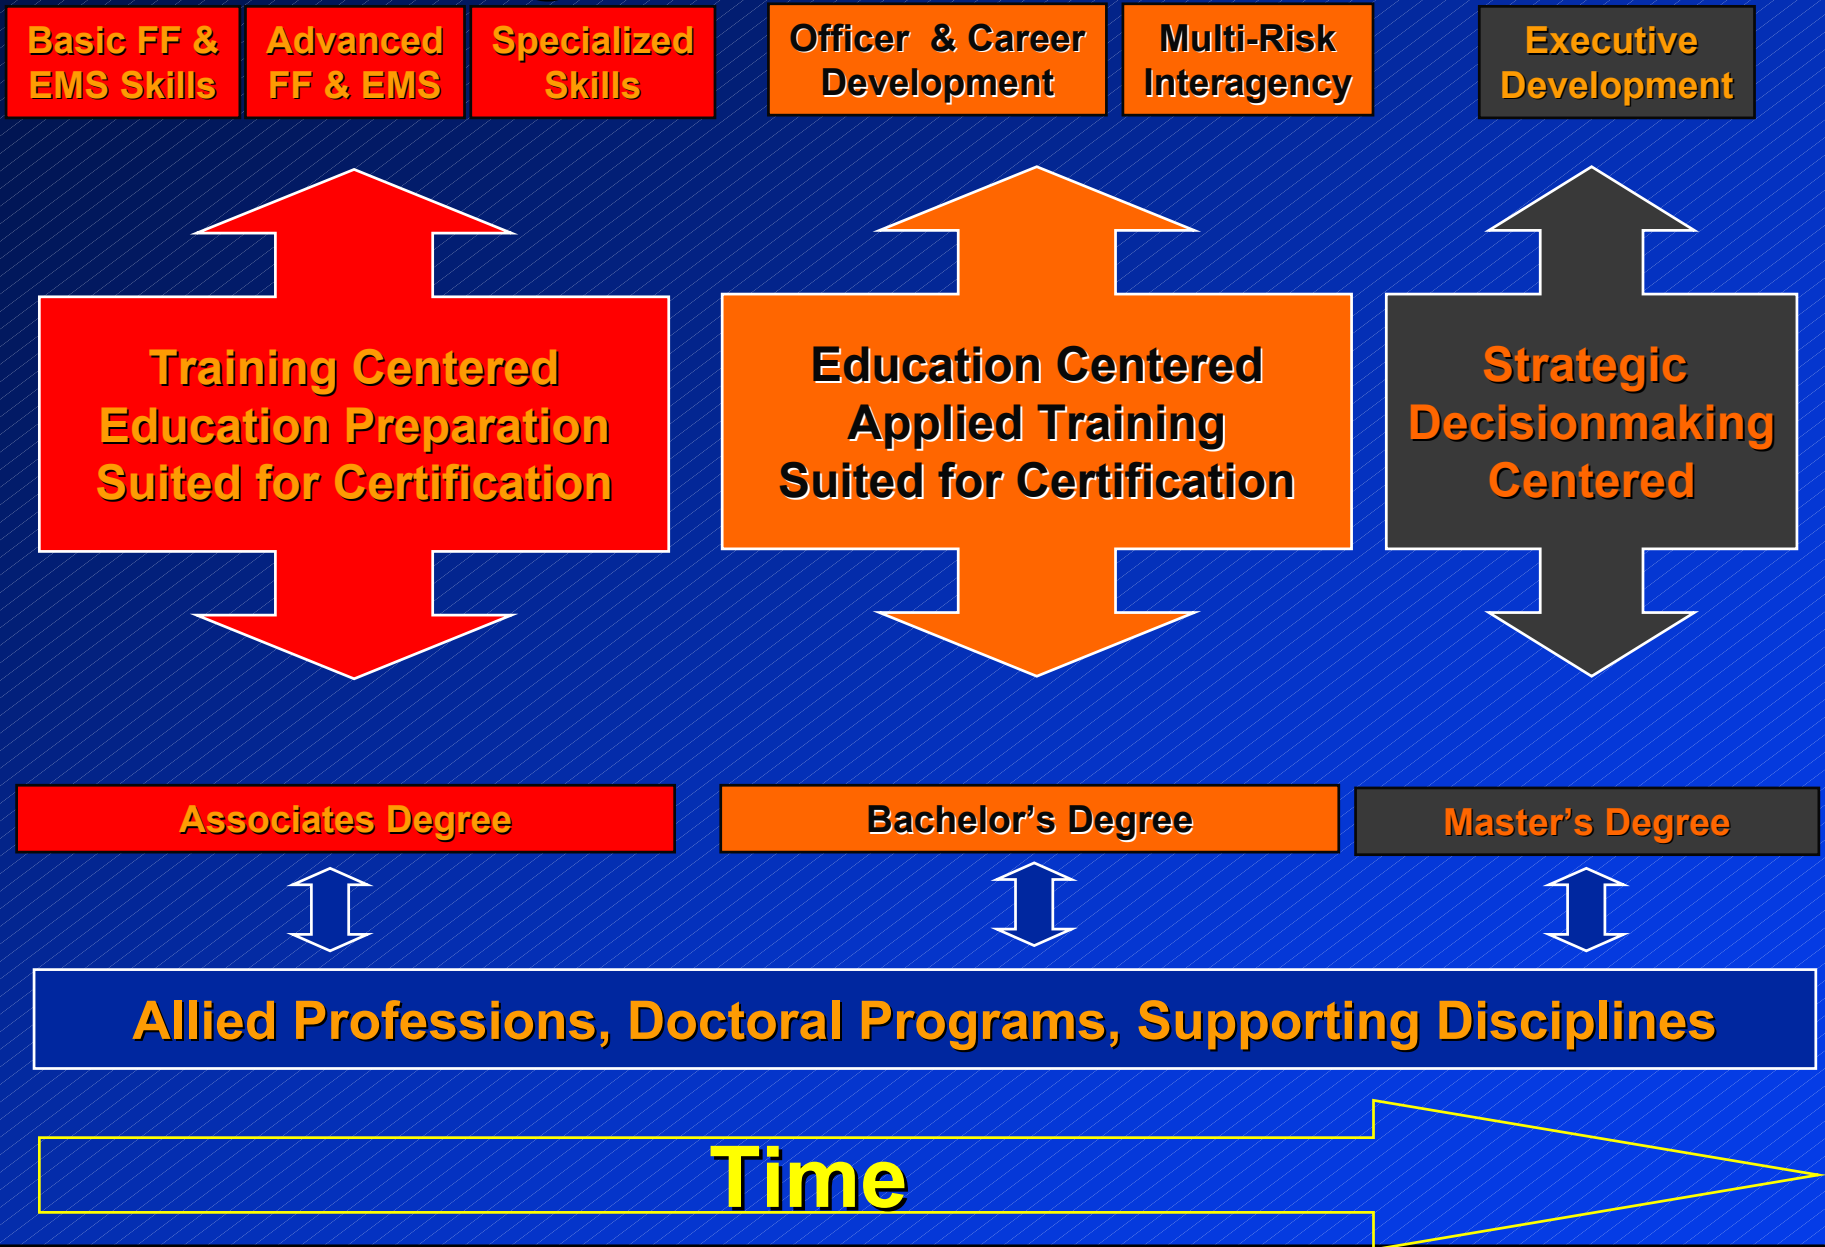 Basic FF &
EMS Skills
Advanced
FF & EMS
Specialized
Skills
Officer & Career
Development
Multi-Risk
Interagency
Executive
Development
Training Centered
Education Preparation
Suited for Certification
Education Centered
Applied Training
Suited for Certification
Strategic
Decisionmaking
Centered
Associates Degree
Bachelor’s Degree
Master’s Degree
Allied Professions, Doctoral Programs, Supporting Disciplines
Time